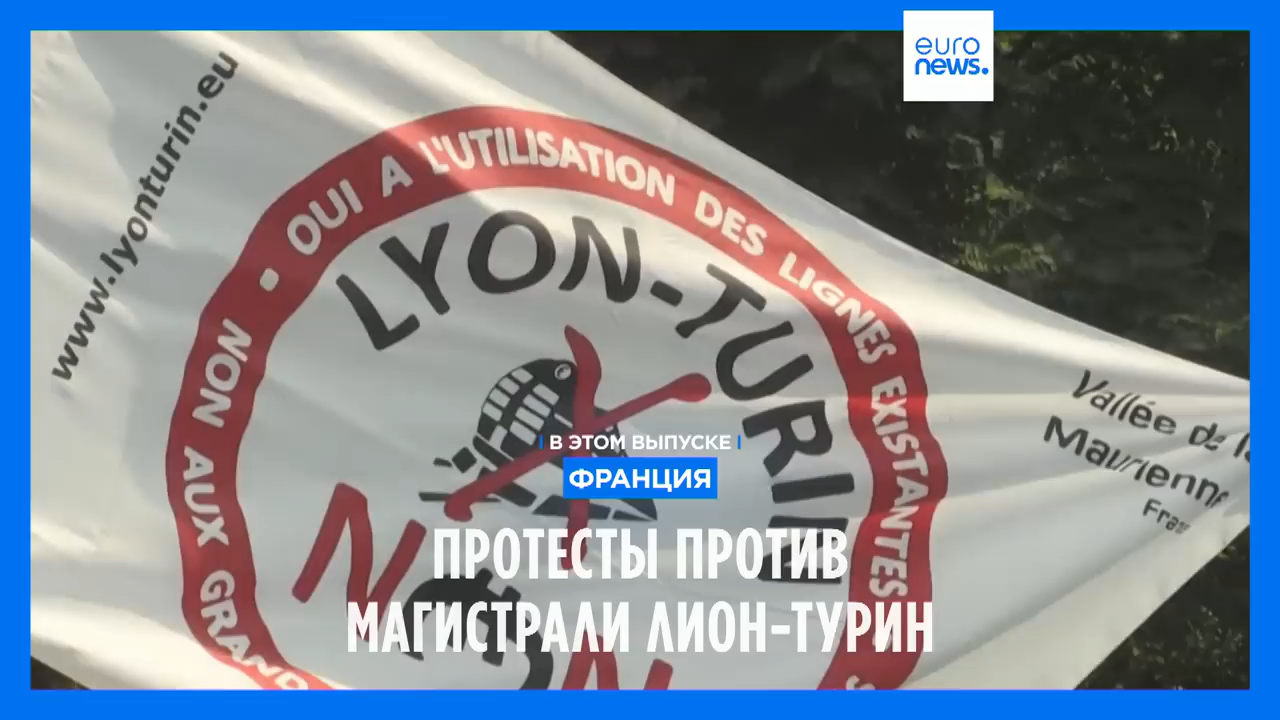 euro
news.
www.lyonturin.eu
OUI A L'UTILISATION DES LIGNES EXISTANTES
NON AUX GRAND
LYON-TURIN
Vallée de
Maurienne
В ЭТОМ ВЫПУСКЕ
ФРАНЦИЯ
ПРОТЕСТЫ ПРОТИВ
МАГИСТРАЛИ ЛИОН-ТУРИН